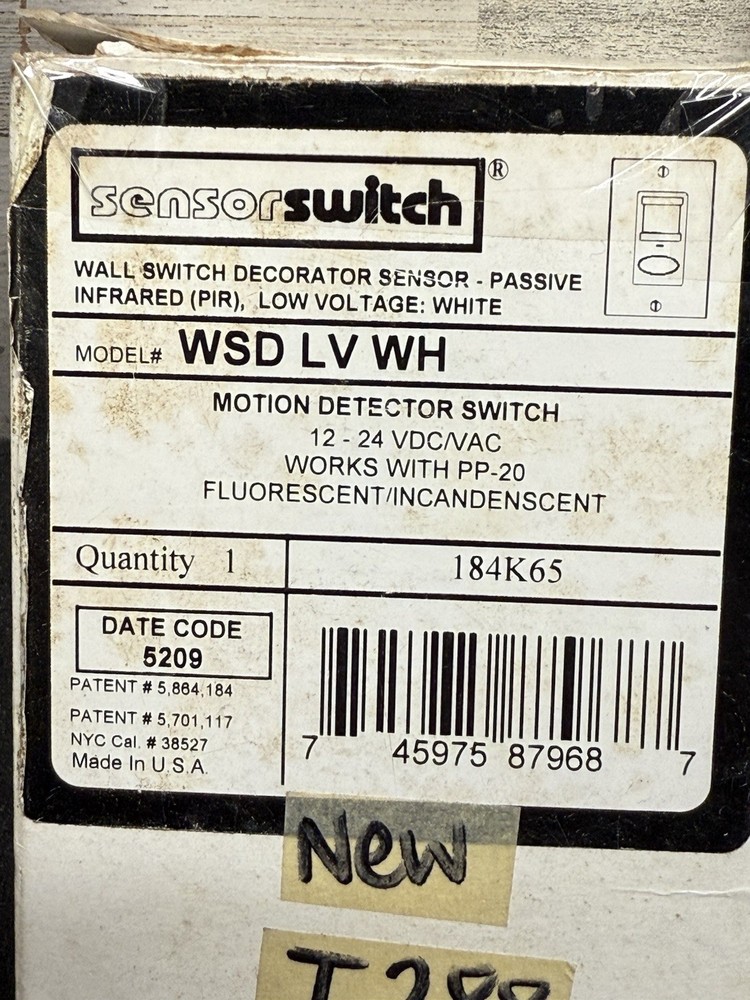 sensorswitch®
WALL SWITCH DECORATOR SENSOR - PASSIVE
INFRARED (PIR), LOW VOLTAGE: WHITE
MODEL# WSD LV WH
MOTION DETECTOR SWITCH
12 - 24 VDC/VAC
WORKS WITH PP-20
FLUORESCENT/INCANDENSCENT
Quantity 1
184K65
DATE CODE
5209
PATENT # 5,864,184
PATENT # 5,701,117
NYC Cal. # 38527
Made In U.S.A.
7 45975 87968 7
New